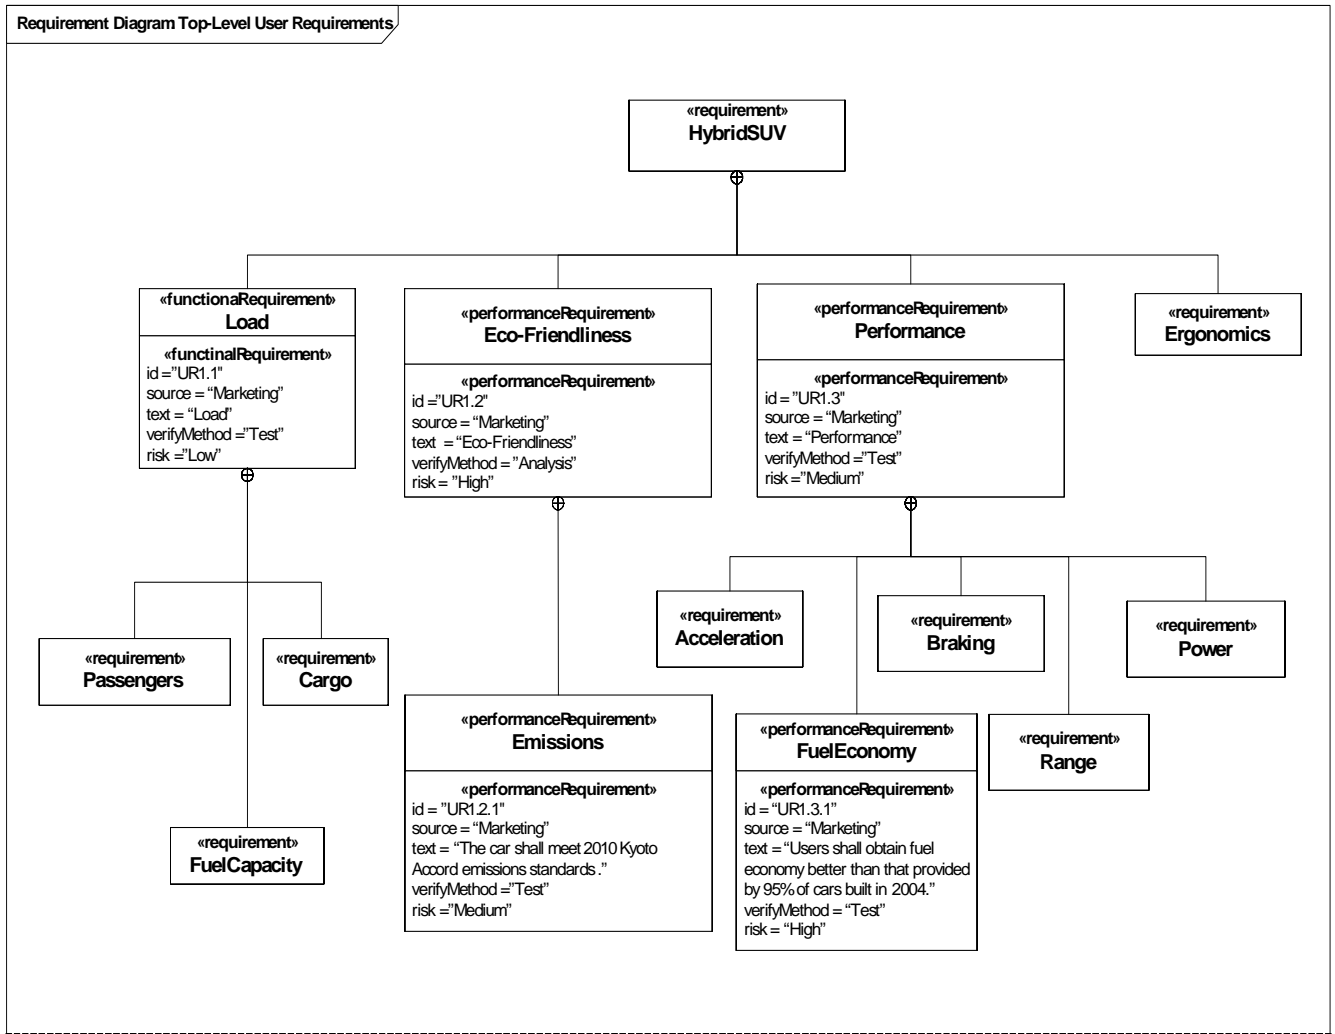 Requirement Diagram Top-Level User Requirements
«requirement»
HybridSUV
«functionaRequirement»
Load
«functinalRequirement»
id =”UR1.1"
source = “Marketing”
text = “Load”
verifyMethod =”Test”
risk =”Low”
«performanceRequirement»
Eco-Friendliness
«performanceRequirement»
id =”UR1.2"
source = “Marketing”
text = “Eco-Friendliness”
verifyMethod = ”Analysis”
risk = ”High”
«performanceRequirement»
Performance
«performanceRequirement»
id =”UR1.3"
source = “Marketing”
text = “Performance”
verifyMethod =”Test”
risk =”Medium”
«requirement»
Ergonomics
«requirement»
Passengers
«requirement»
Cargo
«requirement»
FuelCapacity
«performanceRequirement»
Emissions
«performanceRequirement»
id = ”UR1.2.1"
source = “Marketing”
text = “The car shall meet 2010 Kyoto
Accord emissions standards .”
verifyMethod =”Test”
risk =”Medium”
«requirement»
Acceleration
«performanceRequirement»
FuelEconomy
«performanceRequirement»
id = “UR1.3.1”
source = “Marketing”
text = “Users shall obtain fuel
economy better than that provided
by 95% of cars built in 2004.”
verifyMethod = “Test”
risk = “High”
«requirement»
Braking
«requirement»
Range
«requirement»
Power